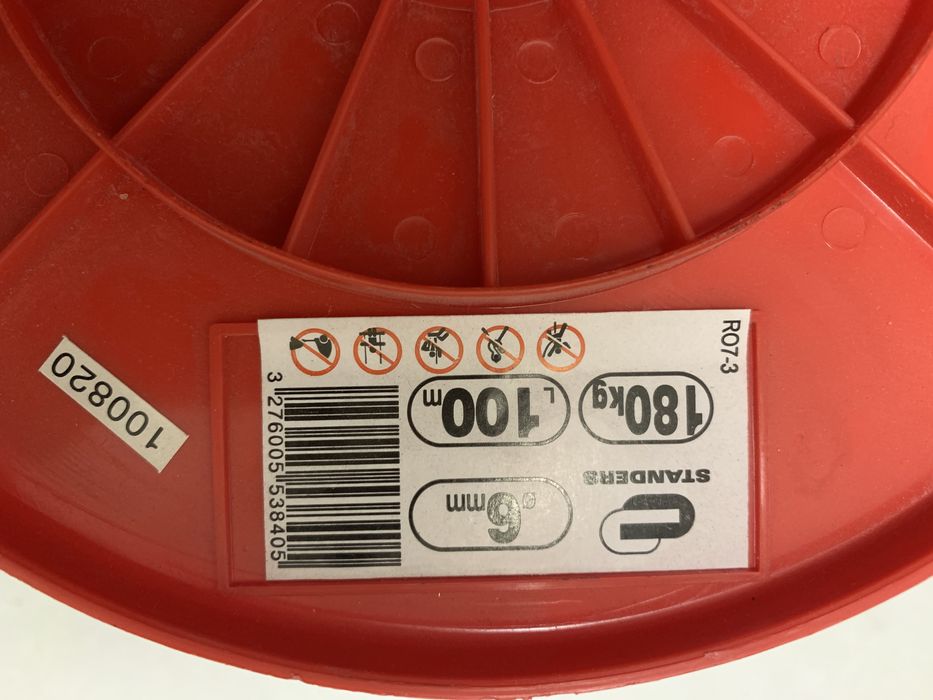 STANDERS
ø 6mm
180kg
L 100m
3 276005 538405
R07-3
100820